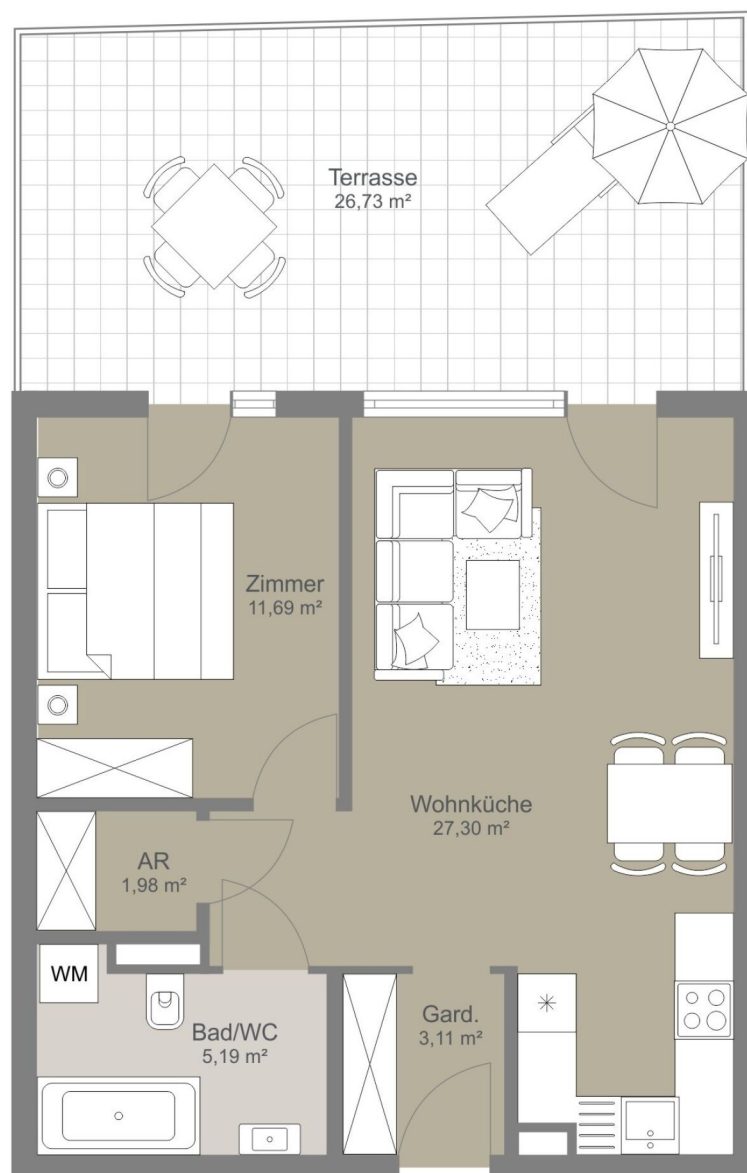 Terrasse
26,73 m²
Zimmer
11,69 m²
Wohnküche
27,30 m²
AR
1,98 m²
WM
Bad/WC
5,19 m²
Gard.
3,11 m²